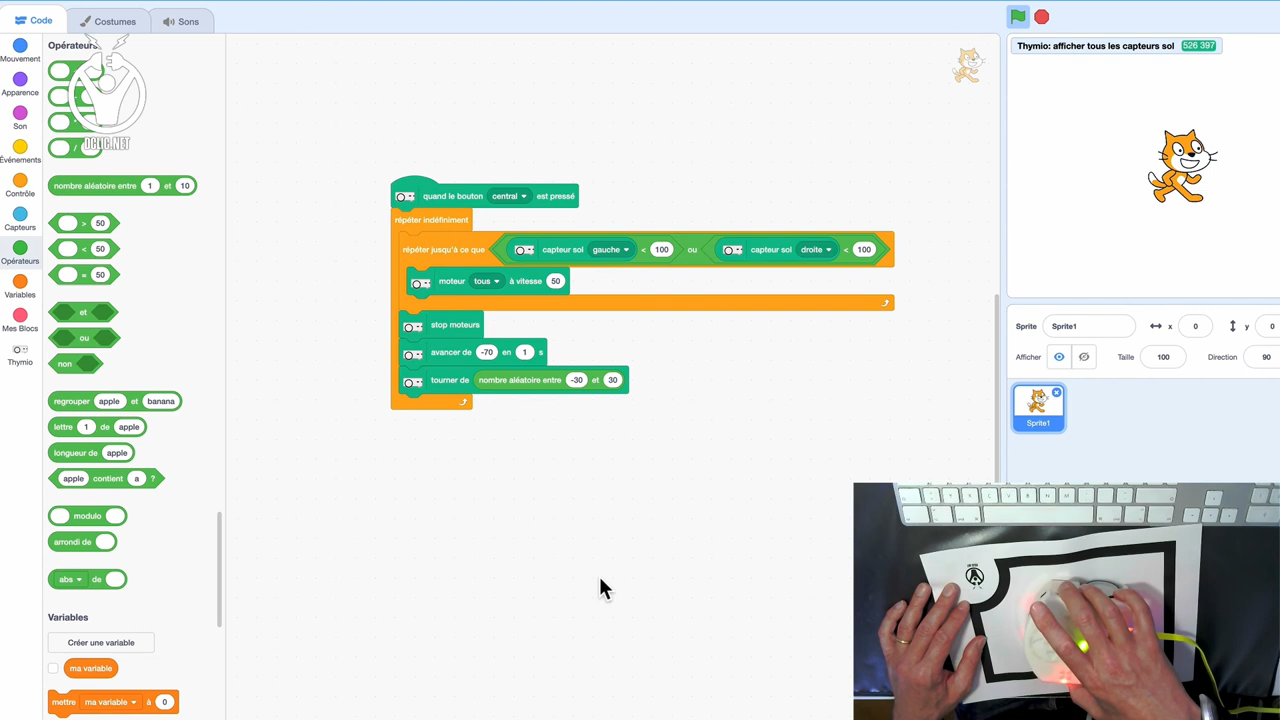 Code
Costumes
Sons
Mouvement
Apparence
Son
Événements
Contrôle
Capteurs
Opérateurs
Variables
Mes Blocs
Thymio
Opérateurs
/
DCLIC.NET
nombre aléatoire entre 1 et 10
> 50
< 50
= 50
et
ou
non
regrouper apple et banana
lettre 1 de apple
longueur de apple
apple contient a ?
modulo
arrondi de
abs de
Variables
Créer une variable
ma variable
mettre ma variable à 0
quand le bouton central est pressé
répéter indéfiniment
répéter jusqu'à ce que capteur sol gauche < 100 ou capteur sol droite < 100
moteur tous à vitesse 50
stop moteurs
avancer de -70 en 1 s
tourner de nombre aléatoire entre -30 et 30
Thymio: afficher tous les capteurs sol 526 397
Sprite Sprite1 x 0 y 0
Afficher Taille 100 Direction 90
Sprite1